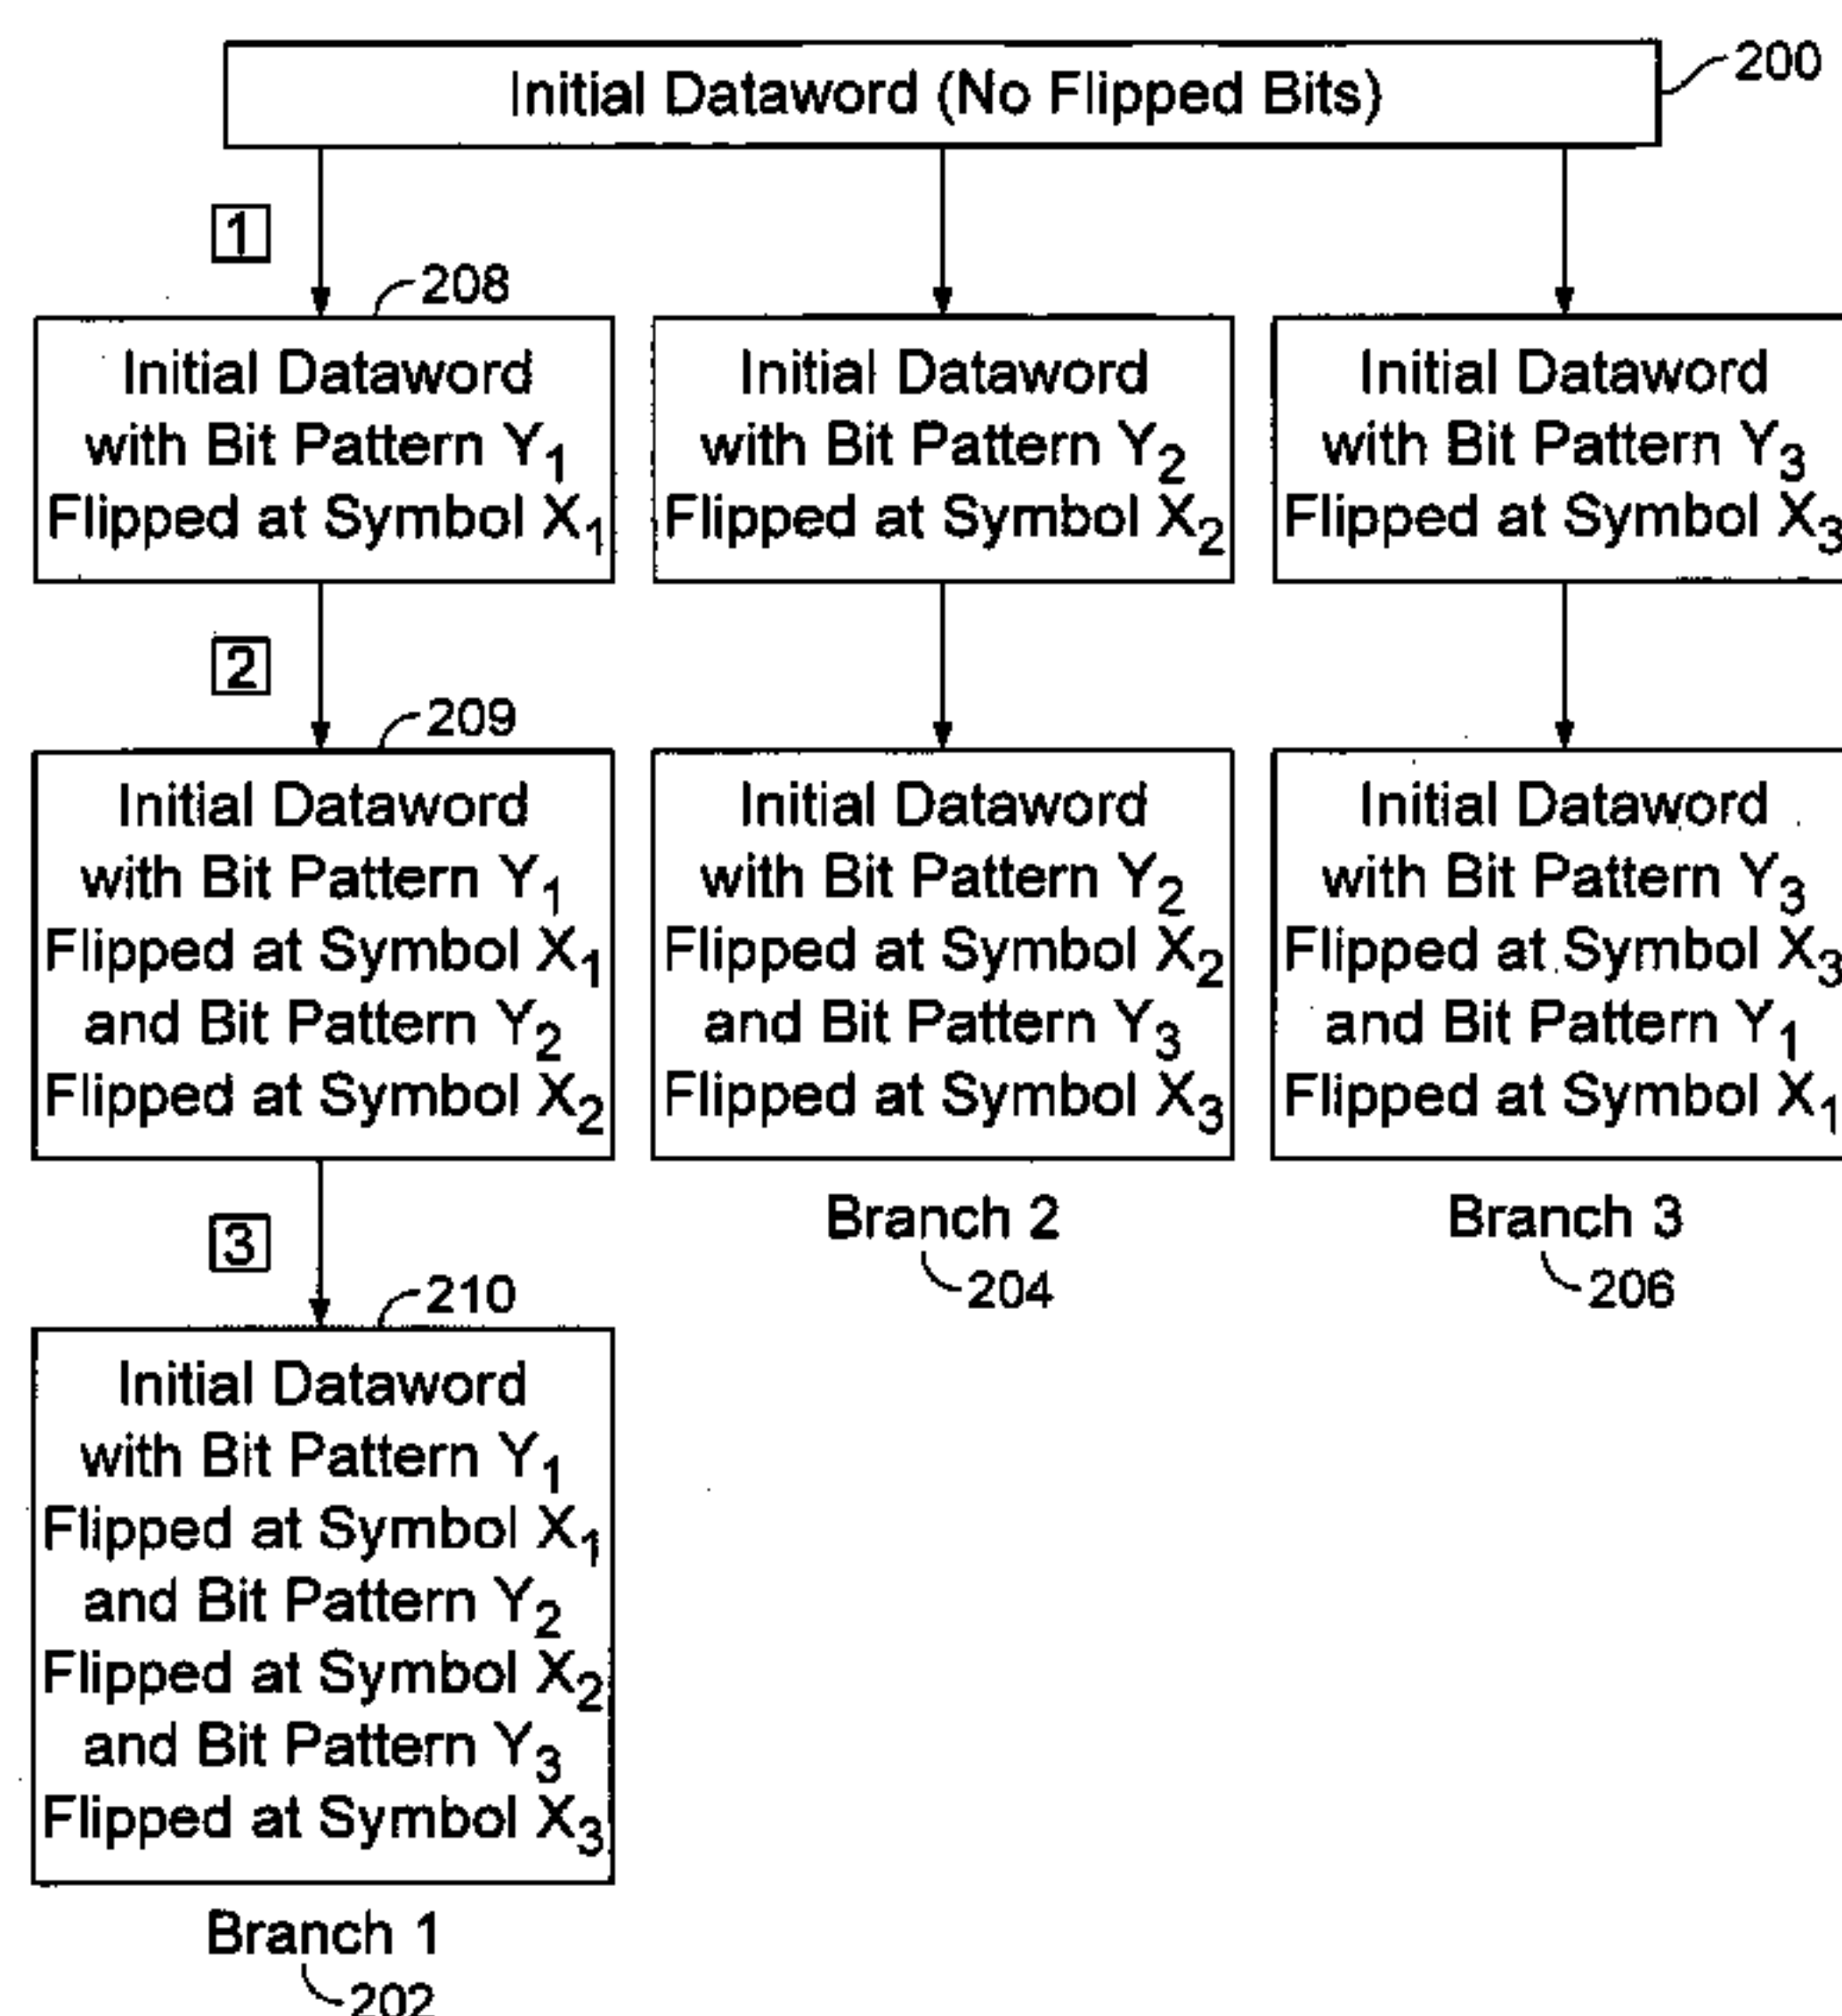 Initial Dataword (No Flipped Bits)
200
1
208
Initial Dataword
with Bit Pattern Y1
Flipped at Symbol X1
Initial Dataword
with Bit Pattern Y2
Flipped at Symbol X2
Initial Dataword
with Bit Pattern Y3
Flipped at Symbol X3
2
209
Initial Dataword
with Bit Pattern Y1
Flipped at Symbol X1
and Bit Pattern Y2
Flipped at Symbol X2
Initial Dataword
with Bit Pattern Y2
Flipped at Symbol X2
and Bit Pattern Y3
Flipped at Symbol X3
Branch 2
204
Initial Dataword
with Bit Pattern Y3
Flipped at Symbol X3
and Bit Pattern Y1
Flipped at Symbol X1
Branch 3
206
3
210
Initial Dataword
with Bit Pattern Y1
Flipped at Symbol X1
and Bit Pattern Y2
Flipped at Symbol X2
and Bit Pattern Y3
Flipped at Symbol X3
Branch 1
202